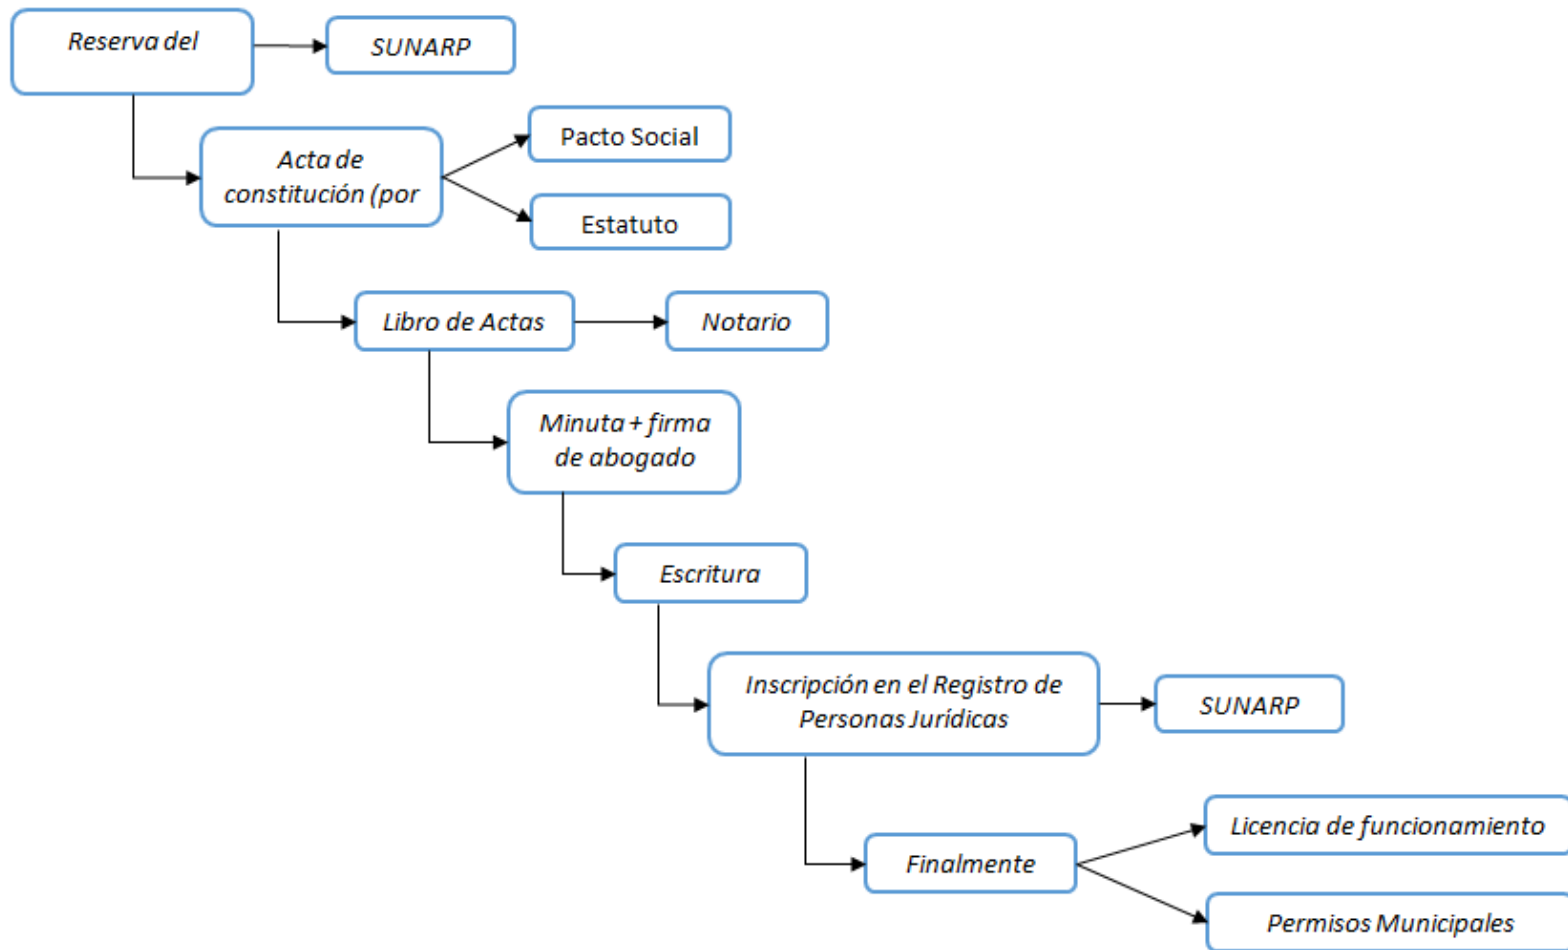 Reserva del
SUNARP
Pacto Social
Acta de
constitución (por
Estatuto
Libro de Actas
Notario
Minuta + firma
de abogado
Escritura
Inscripción en el Registro de
Personas Jurídicas
SUNARP
Licencia de funcionamiento
Finalmente
Permisos Municipales